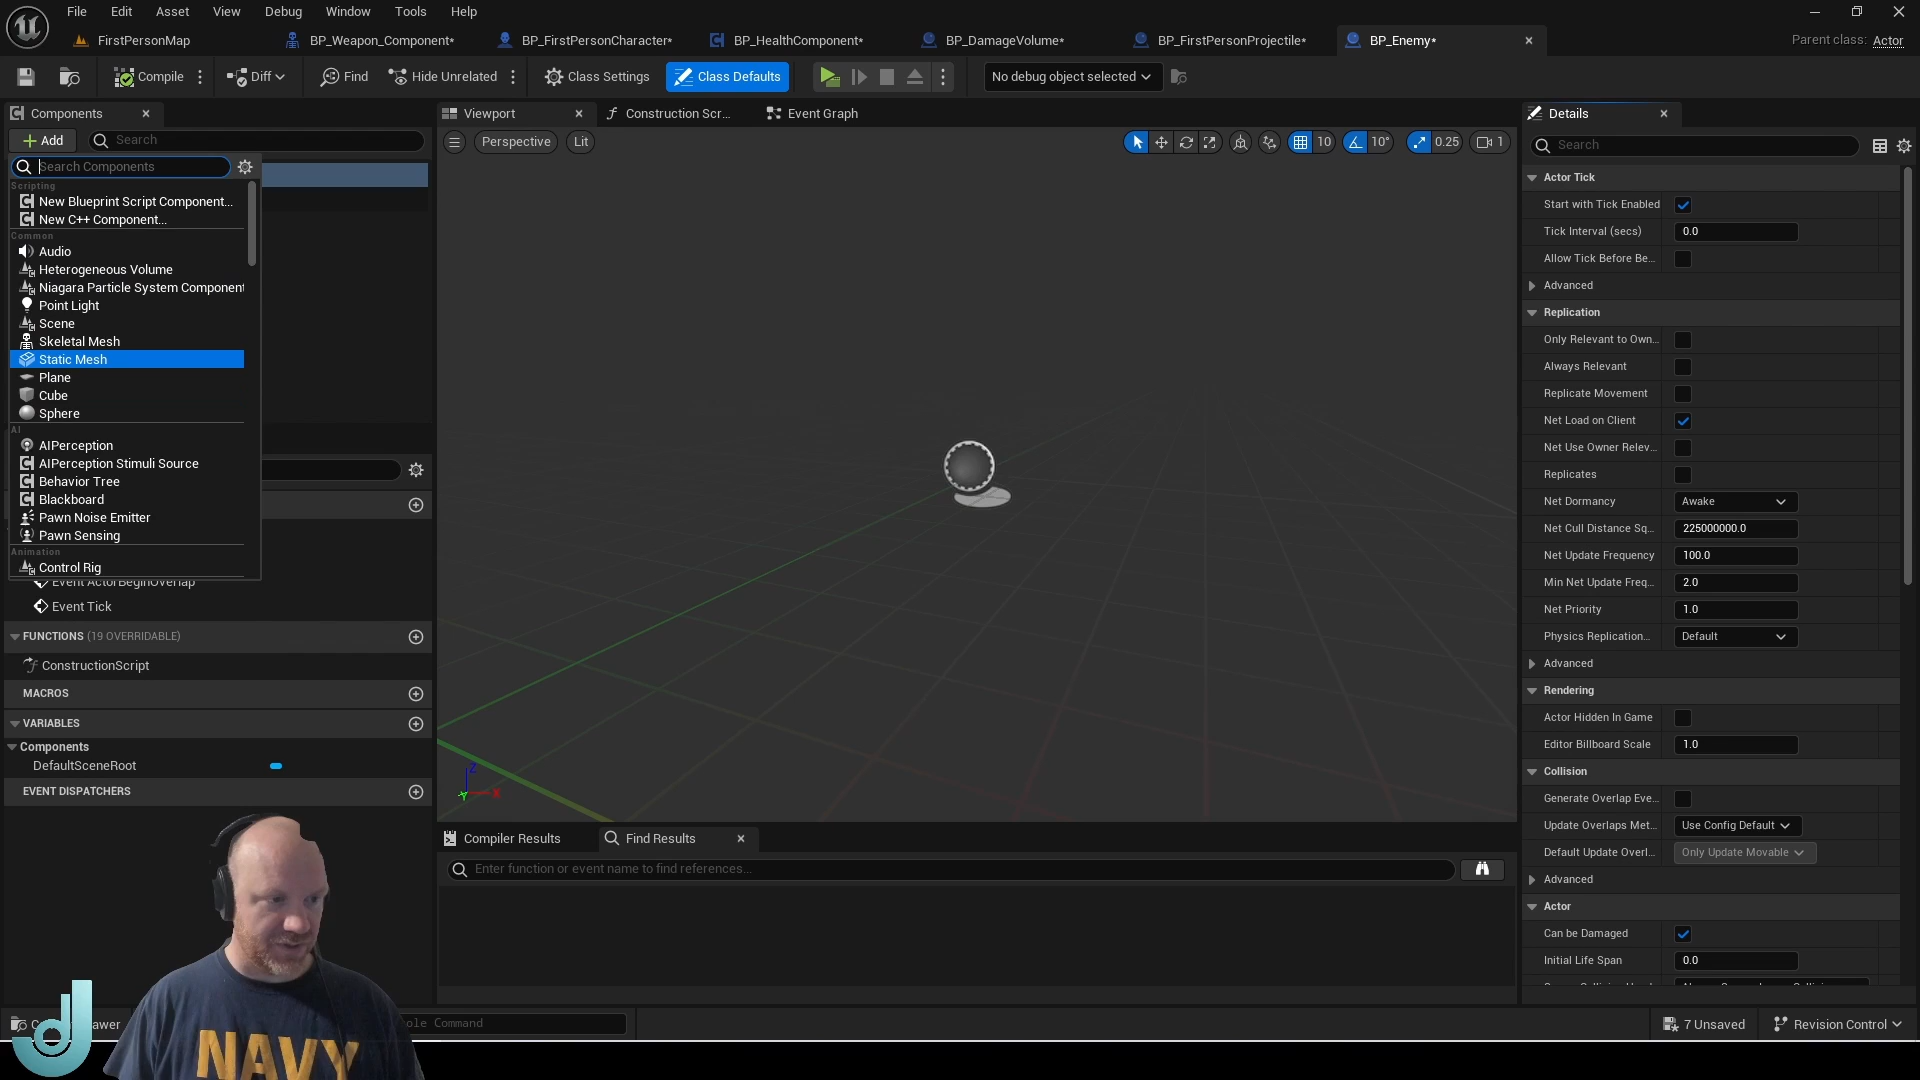 File Edit Asset View Debug Window Tools Help
FirstPersonMap
BP_Weapon_Component*
BP_FirstPersonCharacter*
BP_HealthComponent*
BP_DamageVolume*
BP_FirstPersonProjectile*
BP_Enemy*
Parent class: Actor
Compile
Diff
Find
Hide Unrelated
Class Settings
Class Defaults
No debug object selected
Components
Add
Search
Search Components
Scripting
New Blueprint Script Component...
New C++ Component...
Common
Audio
Heterogeneous Volume
Niagara Particle System Component
Point Light
Scene
Skeletal Mesh
Static Mesh
Plane
Cube
Sphere
AI
AIPerception
AIPerception Stimuli Source
Behavior Tree
Blackboard
Pawn Noise Emitter
Pawn Sensing
Animation
Control Rig
Event ActorBeginOverlap
Event Tick
FUNCTIONS (19 OVERRIDABLE)
ConstructionScript
MACROS
VARIABLES
Components
DefaultSceneRoot
EVENT DISPATCHERS
NAVY
Viewport
Construction Scr...
Event Graph
Perspective
Lit
10
10°
0.25
1
Z
X
Y
Compiler Results
Find Results
Enter function or event name to find references...
Details
Search
Actor Tick
Start with Tick Enabled
Tick Interval (secs) 0.0
Allow Tick Before Be...
Advanced
Replication
Only Relevant to Own...
Always Relevant
Replicate Movement
Net Load on Client
Net Use Owner Relev...
Replicates
Net Dormancy Awake
Net Cull Distance Sq... 225000000.0
Net Update Frequency 100.0
Min Net Update Freq... 2.0
Net Priority 1.0
Physics Replication... Default
Advanced
Rendering
Actor Hidden In Game
Editor Billboard Scale 1.0
Collision
Generate Overlap Eve...
Update Overlaps Met... Use Config Default
Default Update Overl... Only Update Movable
Advanced
Actor
Can be Damaged
Initial Life Span 0.0
7 Unsaved
Revision Control